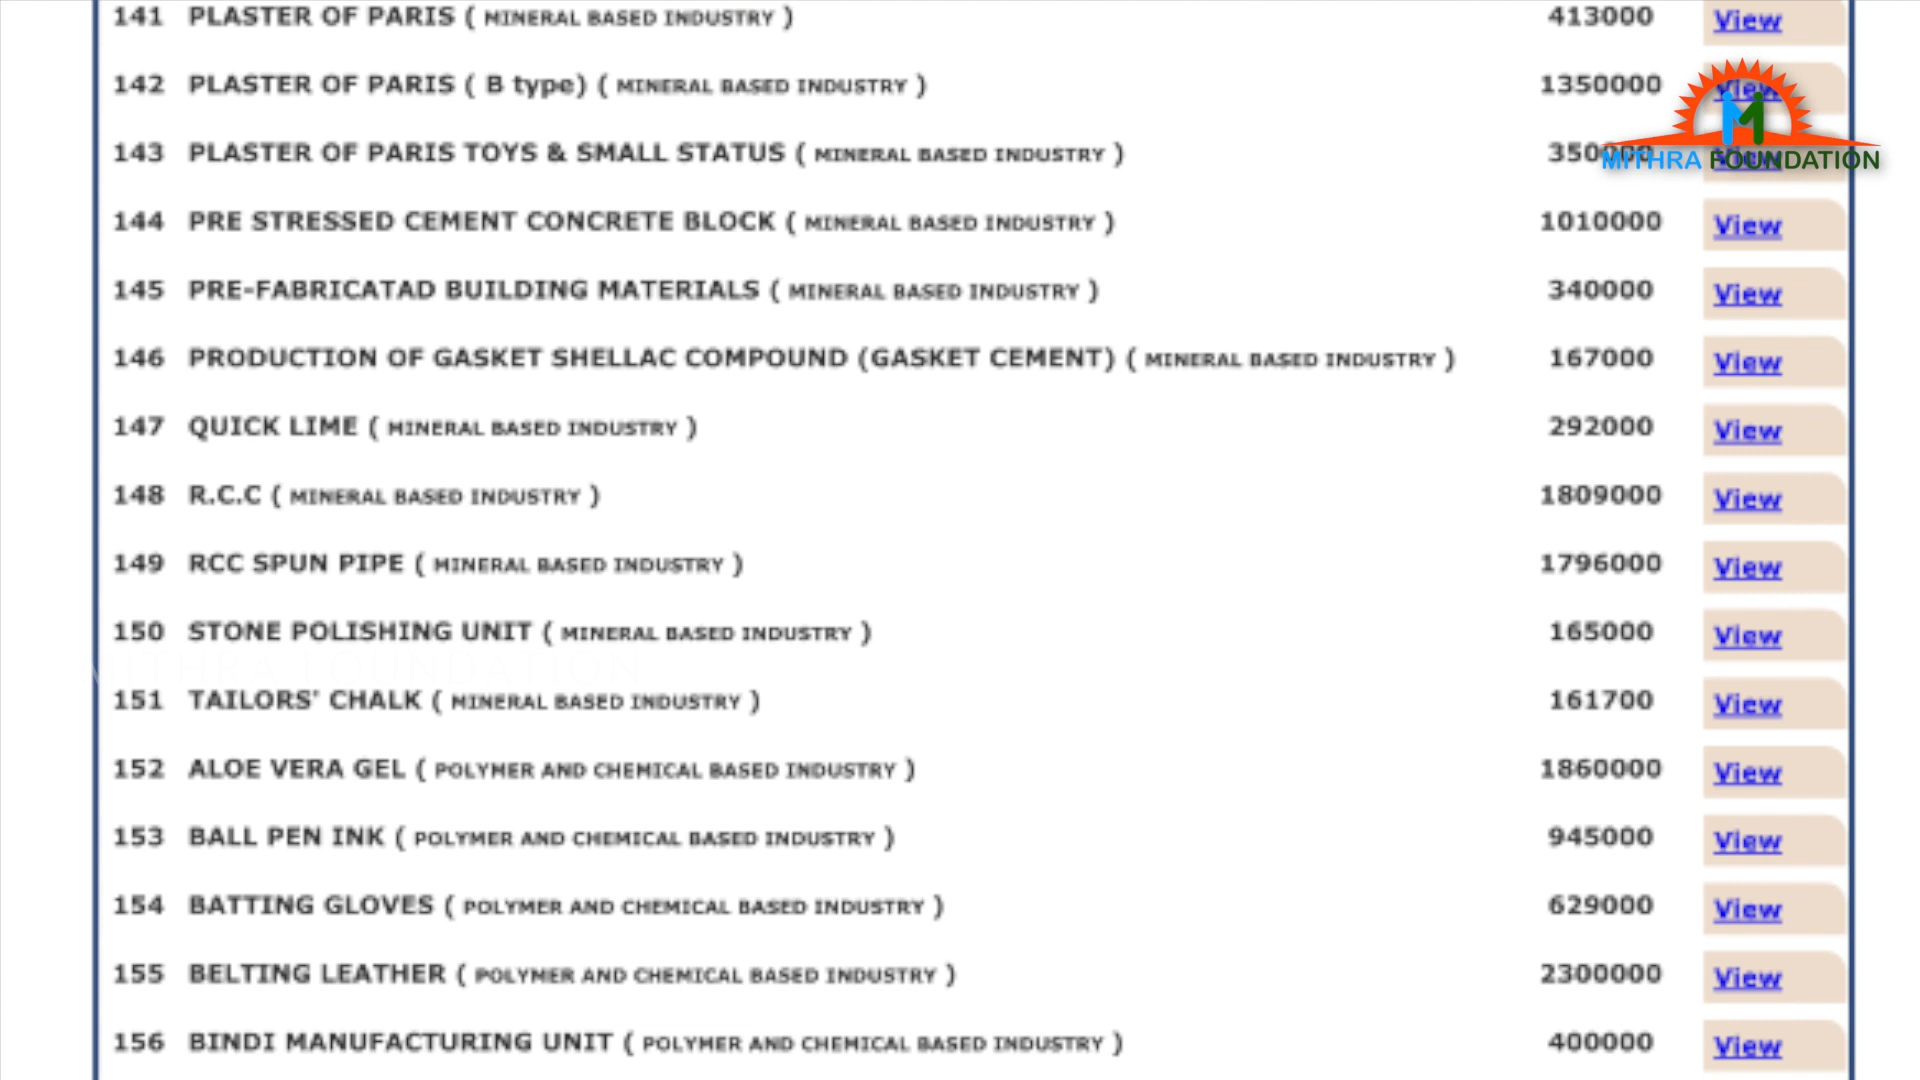 141 PLASTER OF PARIS ( MINERAL BASED INDUSTRY ) 413000 View
142 PLASTER OF PARIS ( B type) ( MINERAL BASED INDUSTRY ) 1350000 View
143 PLASTER OF PARIS TOYS & SMALL STATUS ( MINERAL BASED INDUSTRY ) 350000 View
MITHRA FOUNDATION
144 PRE STRESSED CEMENT CONCRETE BLOCK ( MINERAL BASED INDUSTRY ) 1010000 View
145 PRE-FABRICATAD BUILDING MATERIALS ( MINERAL BASED INDUSTRY ) 340000 View
146 PRODUCTION OF GASKET SHELLAC COMPOUND (GASKET CEMENT) ( MINERAL BASED INDUSTRY ) 167000 View
147 QUICK LIME ( MINERAL BASED INDUSTRY ) 292000 View
148 R.C.C ( MINERAL BASED INDUSTRY ) 1809000 View
149 RCC SPUN PIPE ( MINERAL BASED INDUSTRY ) 1796000 View
150 STONE POLISHING UNIT ( MINERAL BASED INDUSTRY ) 165000 View
MITHRA FOUNDATION
151 TAILORS' CHALK ( MINERAL BASED INDUSTRY ) 161700 View
152 ALOE VERA GEL ( POLYMER AND CHEMICAL BASED INDUSTRY ) 1860000 View
153 BALL PEN INK ( POLYMER AND CHEMICAL BASED INDUSTRY ) 945000 View
154 BATTING GLOVES ( POLYMER AND CHEMICAL BASED INDUSTRY ) 629000 View
155 BELTING LEATHER ( POLYMER AND CHEMICAL BASED INDUSTRY ) 2300000 View
156 BINDI MANUFACTURING UNIT ( POLYMER AND CHEMICAL BASED INDUSTRY ) 400000 View